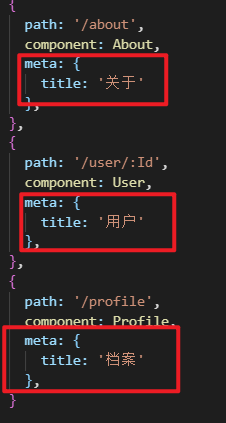 {
path: '/about',
component: About,
meta: {
title: '关于'
},
},
{
path: '/user/:Id',
component: User,
meta: {
title: '用户'
},
},
{
path: '/profile',
component: Profile,
meta: {
title: '档案'
},
}